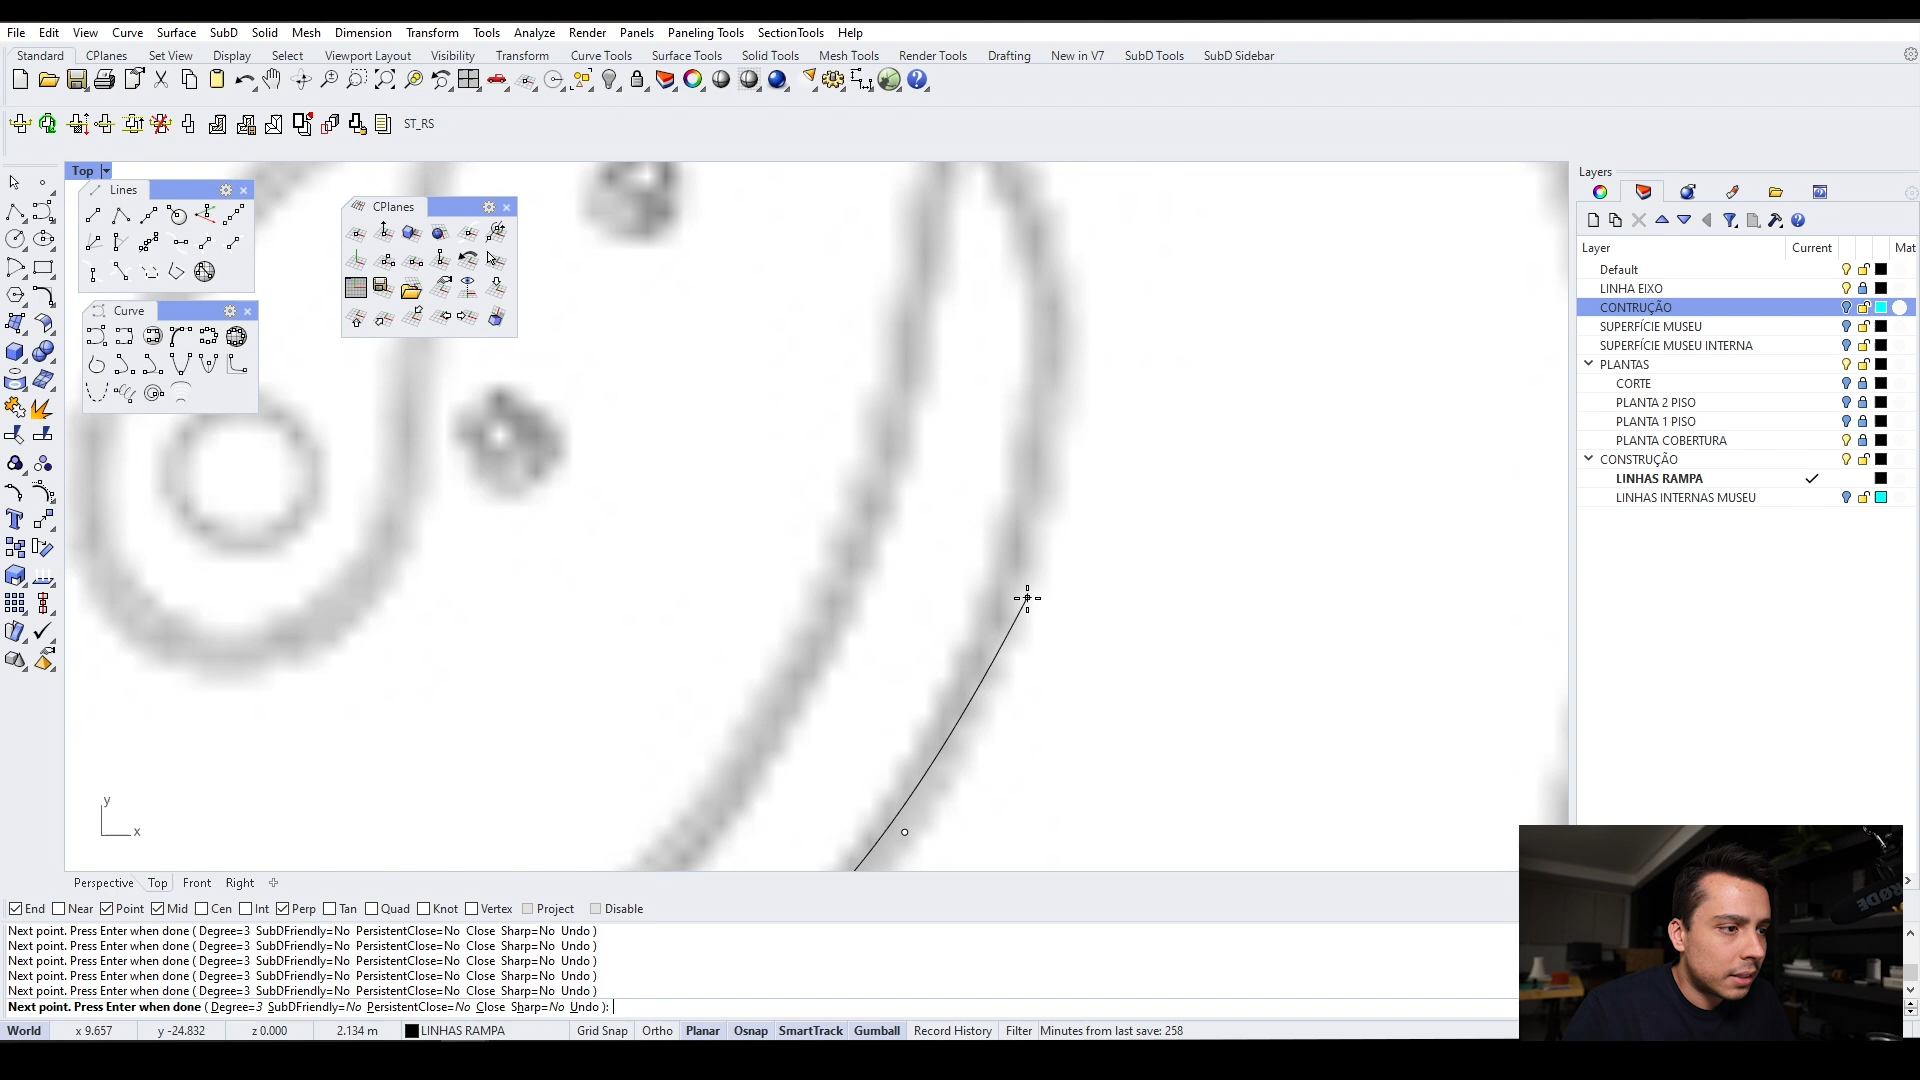 File Edit View Curve Surface SubD Solid Mesh Dimension Transform Tools Analyze Render Panels Paneling Tools SectionTools Help
Standard CPlanes Set View Display Select Viewport Layout Visibility Transform Curve Tools Surface Tools Solid Tools Mesh Tools Render Tools Drafting New in V7 SubD Tools SubD Sidebar
ST_RS
Top
Lines
CPlanes
Curve
y
x
Layers
Layer Current Mat
Default
LINHA EIXO
CONTRUÇÃO
SUPERFÍCIE MUSEU
SUPERFÍCIE MUSEU INTERNA
PLANTAS
CORTE
PLANTA 2 PISO
PLANTA 1 PISO
PLANTA COBERTURA
CONSTRUÇÃO
LINHAS RAMPA
LINHAS INTERNAS MUSEU
RØDE
Perspective Top Front Right
End Near Point Mid Cen Int Perp Tan Quad Knot Vertex Project Disable
Next point. Press Enter when done ( Degree=3 SubDFriendly=No PersistentClose=No Close Sharp=No Undo )
Next point. Press Enter when done ( Degree=3 SubDFriendly=No PersistentClose=No Close Sharp=No Undo )
Next point. Press Enter when done ( Degree=3 SubDFriendly=No PersistentClose=No Close Sharp=No Undo )
Next point. Press Enter when done ( Degree=3 SubDFriendly=No PersistentClose=No Close Sharp=No Undo )
Next point. Press Enter when done ( Degree=3 SubDFriendly=No PersistentClose=No Close Sharp=No Undo )
Next point. Press Enter when done ( Degree=3 SubDFriendly=No PersistentClose=No Close Sharp=No Undo ):
World x 9.657 y -24.832 z 0.000 2.134 m LINHAS RAMPA Grid Snap Ortho Planar Osnap SmartTrack Gumball Record History Filter Minutes from last save: 258